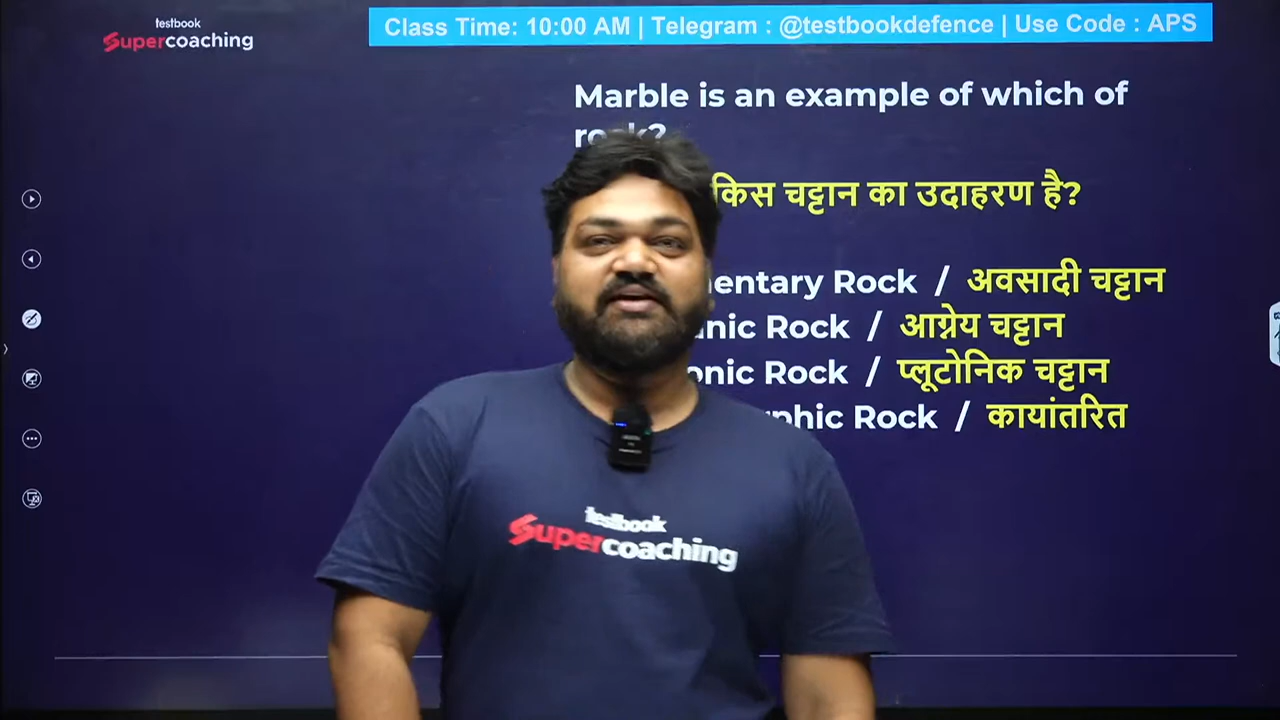 testbook
Supercoaching
Class Time: 10:00 AM | Telegram : @testbookdefence | Use Code : APS
Marble is an example of which of
rock?
किस चट्टान का उदाहरण है?
Rock / अवसादी चट्टान
Rock / आग्नेय चट्टान
Rock / प्लूटोनिक चट्टान
Rock / कायांतरित
testbook
Supercoaching